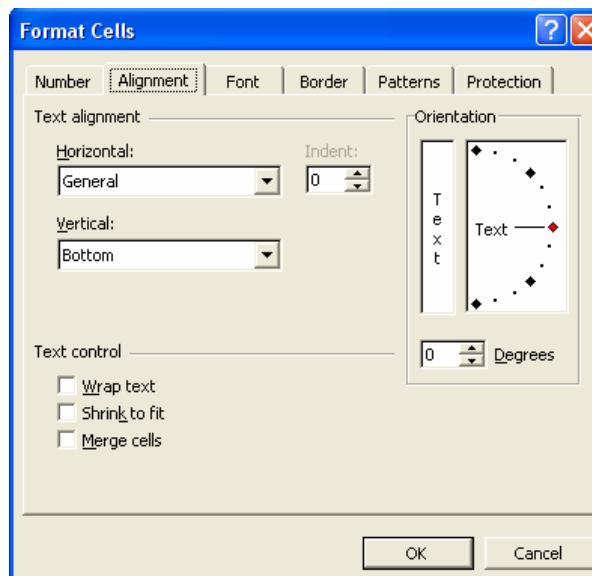 Format Cells
Number Alignment Font Border Patterns Protection
Text alignment
Horizontal:
General
Indent:
0
Vertical:
Bottom
Orientation
Text
Text
0 Degrees
Text control
Wrap text
Shrink to fit
Merge cells
OK Cancel